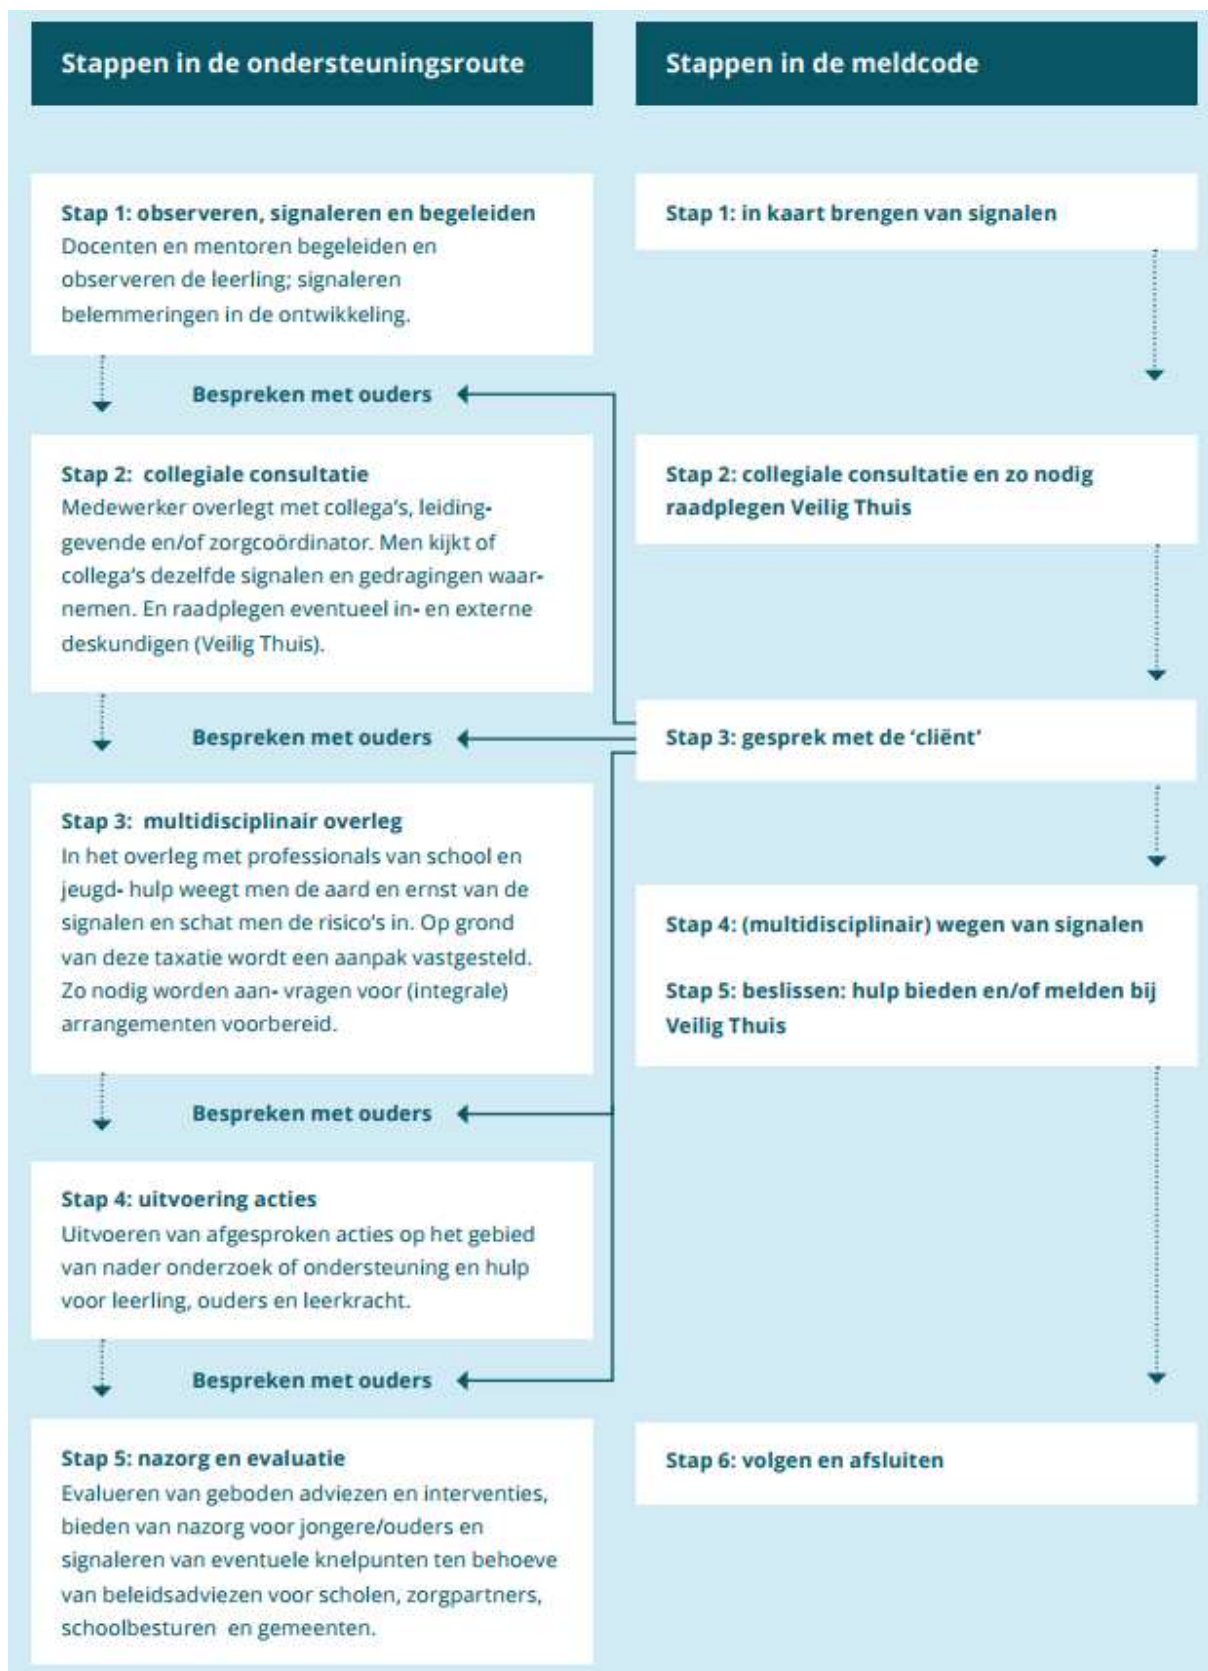 Stappen in de ondersteuningsroute
Stappen in de meldcode
Stap 1: observeren, signaleren en begeleiden
Docenten en mentoren begeleiden en
observeren de leerling; signaleren
belemmeringen in de ontwikkeling.
Stap 1: in kaart brengen van signalen
Bespreken met ouders
Stap 2: collegiale consultatie
Medewerker overlegt met collega's, leiding-
gevende en/of zorgcoördinator. Men kijkt of
collega's dezelfde signalen en gedragingen waar-
nemen. En raadplegen eventueel in- en externe
deskundigen (Veilig Thuis).
Stap 2: collegiale consultatie en zo nodig
raadplegen Veilig Thuis
Bespreken met ouders
Stap 3: gesprek met de ‘cliënt’
Stap 3: multidisciplinair overleg
In het overleg met professionals van school en
jeugd- hulp weegt men de aard en ernst van de
signalen en schat men de risico's in. Op grond
van deze taxatie wordt een aanpak vastgesteld.
Zo nodig worden aan- vragen voor (integrale)
arrangementen voorbereid.
Stap 4: (multidisciplinair) wegen van signalen
Stap 5: beslissen: hulp bieden en/of melden bij
Veilig Thuis
Bespreken met ouders
Stap 4: uitvoering acties
Uitvoeren van afgesproken acties op het gebied
van nader onderzoek of ondersteuning en hulp
voor leerling, ouders en leerkracht.
Bespreken met ouders
Stap 5: nazorg en evaluatie
Evalueren van geboden adviezen en interventies,
bieden van nazorg voor jongere/ouders en
signaleren van eventuele knelpunten ten behoeve
van beleidsadviezen voor scholen, zorgpartners,
schoolbesturen en gemeenten.
Stap 6: volgen en afsluiten